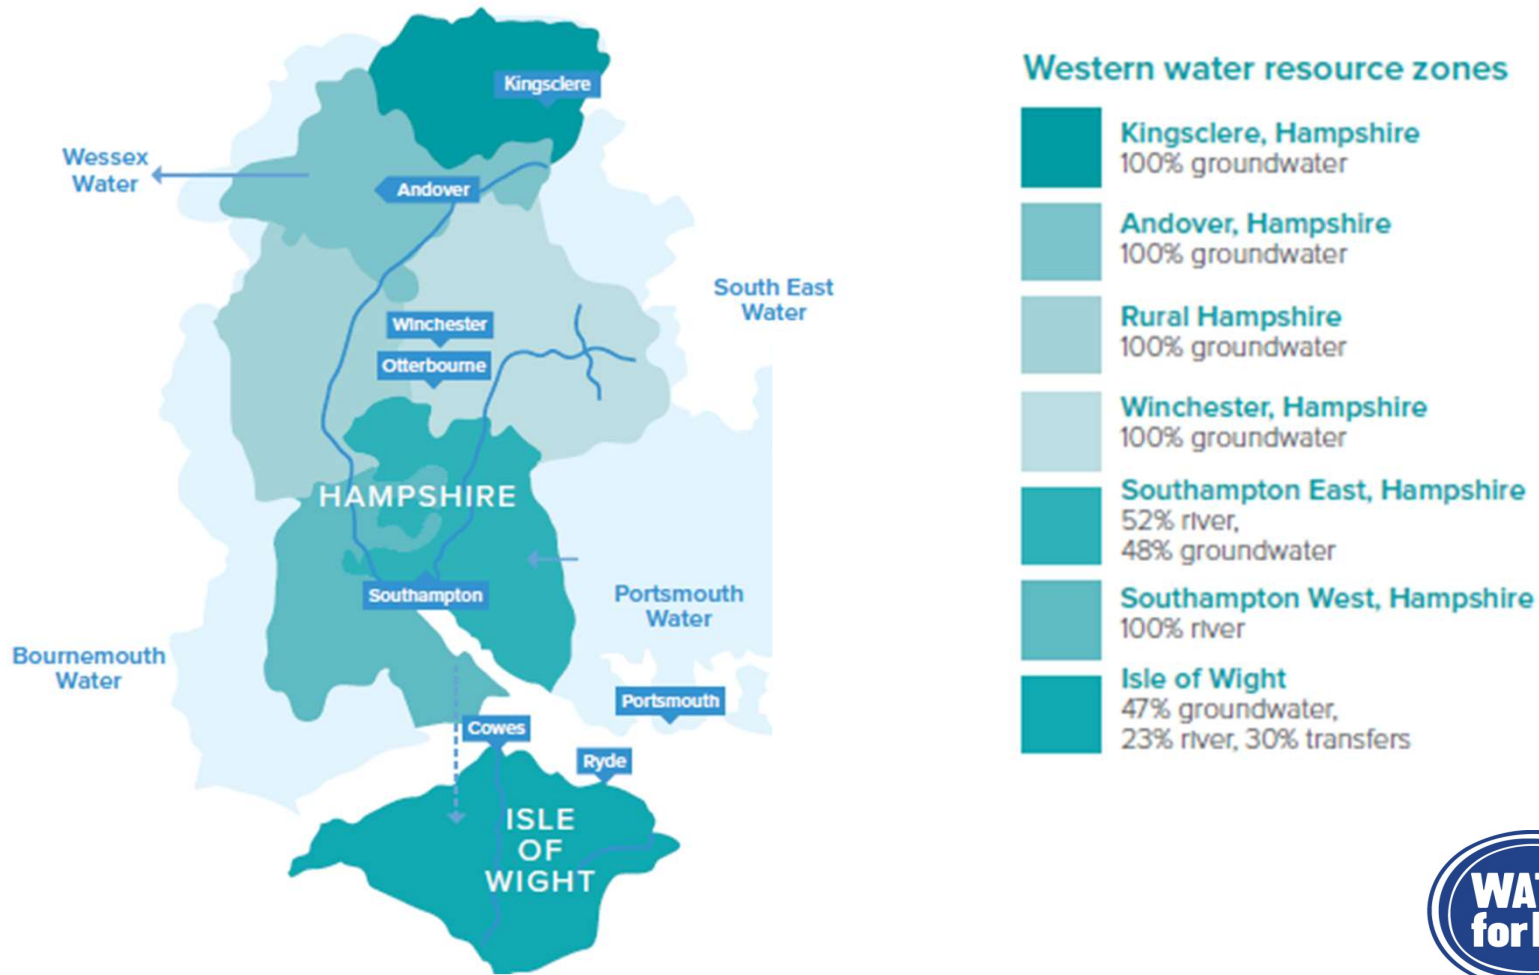 Kingsclere
Wessex
Water
Andover
South East
Water
Winchester
Otterbourne
HAMPSHIRE
Southampton
Portsmouth
Water
Bournemouth
Water
Portsmouth
Cowes
Ryde
ISLE
OF
WIGHT
Western water resource zones
Kingsclere, Hampshire
100% groundwater
Andover, Hampshire
100% groundwater
Rural Hampshire
100% groundwater
Winchester, Hampshire
100% groundwater
Southampton East, Hampshire
52% river,
48% groundwater
Southampton West, Hampshire
100% river
Isle of Wight
47% groundwater,
23% river, 30% transfers
for